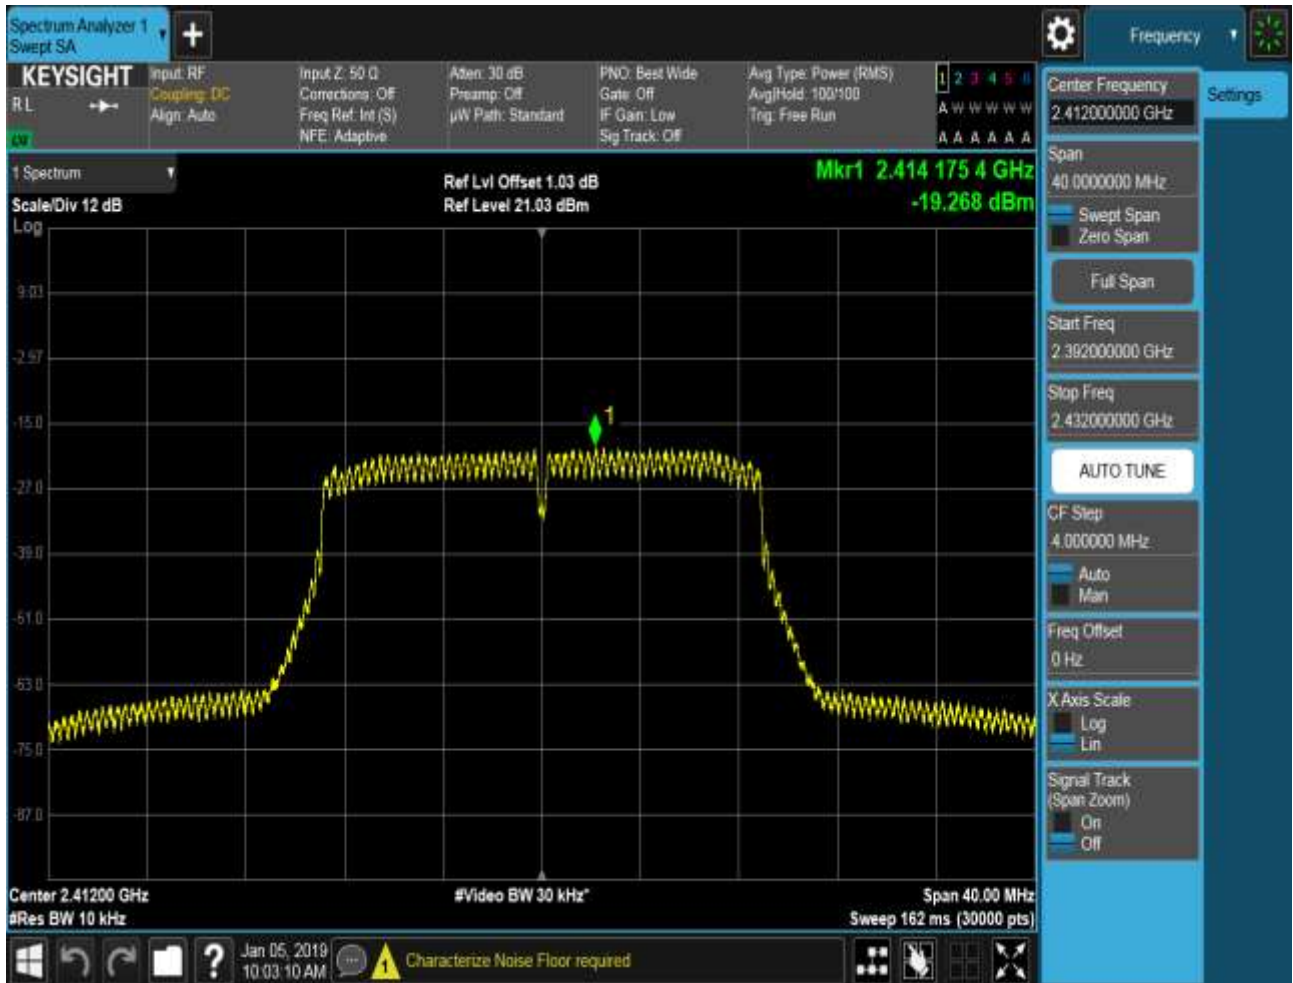 Spectrum Analyzer 1
Swept SA
+
Frequency
KEYSIGHT
R L
Input: RF
Coupling: DC
Align: Auto
Input Z: 50 Ω
Corrections: Off
Freq Ref: Int (S)
NFE: Adaptive
Atten: 30 dB
Preamp: Off
µW Path: Standard
PNO: Best Wide
Gate: Off
IF Gain: Low
Sig Track: Off
Avg Type: Power (RMS)
Avg|Hold: 100/100
Trig: Free Run
1 2 3 4 5 6
A W W W W W
A A A A A A
Center Frequency
2.412000000 GHz
Settings
Span
40.0000000 MHz
Swept Span
Zero Span
Full Span
Start Freq
2.392000000 GHz
Stop Freq
2.432000000 GHz
AUTO TUNE
CF Step
4.000000 MHz
Auto
Man
Freq Offset
0 Hz
X Axis Scale
Log
Lin
Signal Track
(Span Zoom)
On
Off
1 Spectrum
Scale/Div 12 dB
Log
Ref Lvl Offset 1.03 dB
Ref Level 21.03 dBm
Mkr1 2.414 175 4 GHz
-19.268 dBm
9.03
-2.97
-15.0
1
-27.0
-39.0
-51.0
-63.0
-75.0
-87.0
Center 2.41200 GHz
#Res BW 10 kHz
#Video BW 30 kHz*
Span 40.00 MHz
Sweep 162 ms (30000 pts)
?
Jan 05, 2019
10:03:10 AM
1
Characterize Noise Floor required